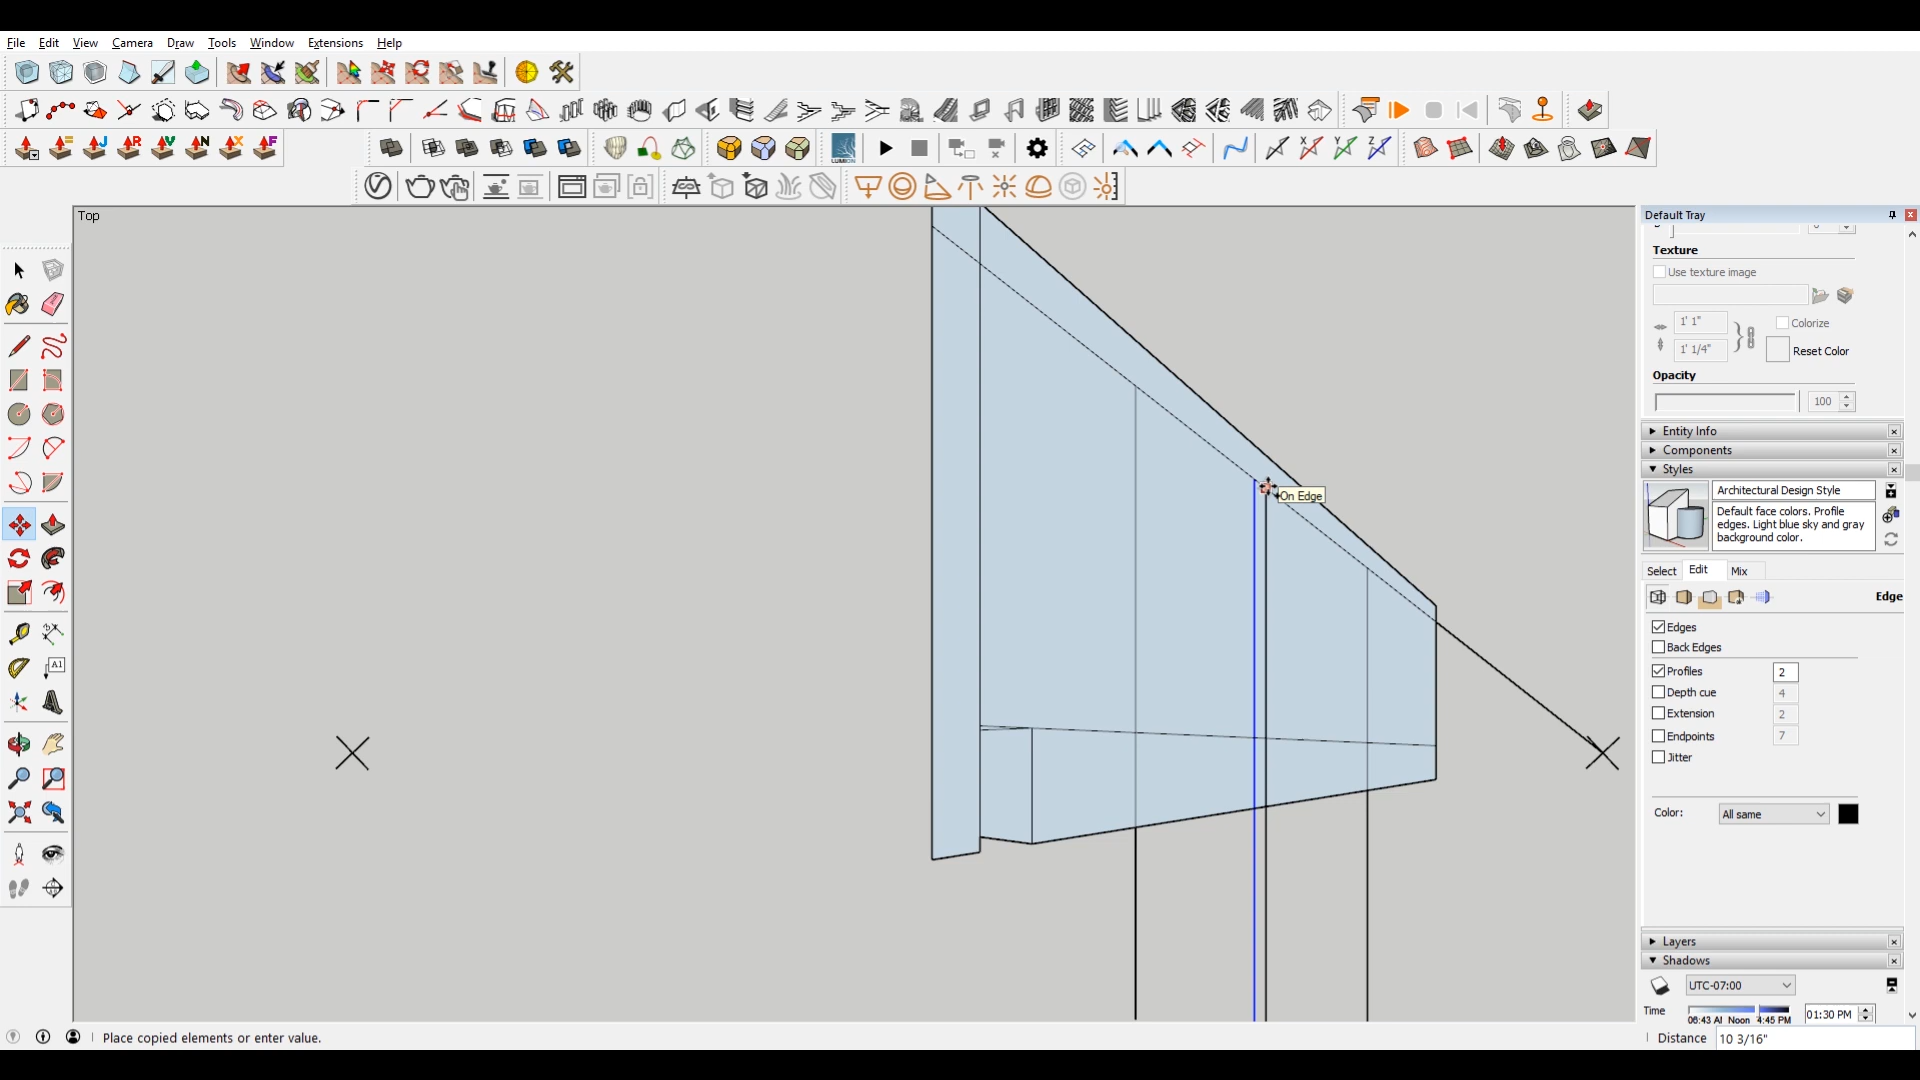 File Edit View Camera Draw Tools Window Extensions Help
Top
Default Tray
Texture
Use texture image
1' 1"
Colorize
1' 1/4"
Reset Color
Opacity
100
Entity Info
Components
Styles
Architectural Design Style
Default face colors. Profile
edges. Light blue sky and gray
background color.
Select Edit Mix
Edge
Edges
Back Edges
Profiles 2
Depth cue 4
Extension 2
Endpoints 7
Jitter
Color: All same
Layers
Shadows
UTC-07:00
Time 06:43 AI Noon 4:45 PM 01:30 PM
On Edge
J R V N X F
LUMION
X Y Z
A1
Place copied elements or enter value.
Distance 10 3/16"